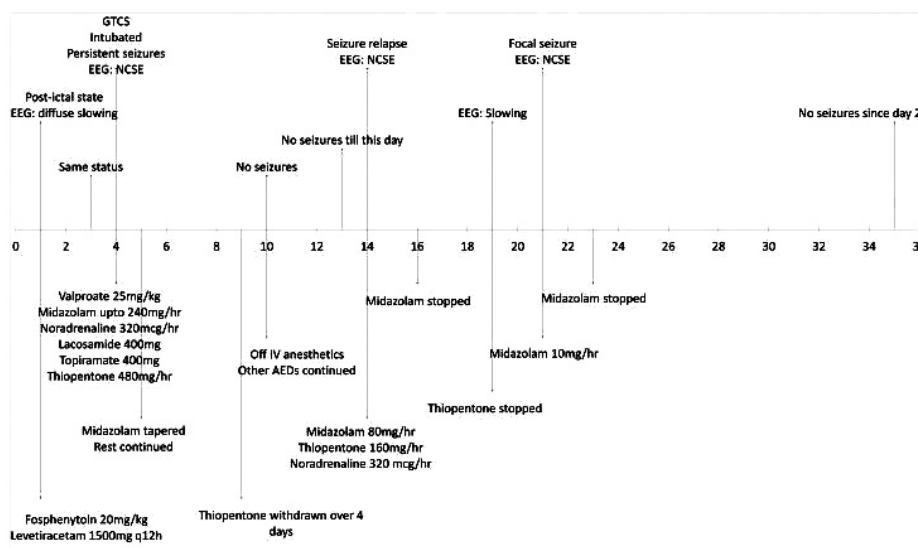 GTCS
Intubated
Persistent seizures
EEG: NCSE
Seizure relapse
EEG: NCSE
Focal seizure
EEG: NCSE
Post-ictal state
EEG: diffuse slowing
EEG: Slowing
No seizures since day 2
No seizures till this day
Same status
No seizures
0 2 4 6 8 10 12 14 16 18 20 22 24 26 28 30 32 34
Valproate 25mg/kg
Midazolam upto 240mg/hr
Noradrenaline 320mcg/hr
Lacosamide 400mg
Topiramate 400mg
Thiopentone 480mg/hr
Midazolam stopped
Midazolam stopped
Off IV anesthetics
Other AEDs continued
Midazolam 10mg/hr
Thiopentone stopped
Midazolam tapered
Rest continued
Midazolam 80mg/hr
Thiopentone 160mg/hr
Noradrenaline 320 mcg/hr
Fosphenytoin 20mg/kg
Levetiracetam 1500mg q12h
Thiopentone withdrawn over 4
days